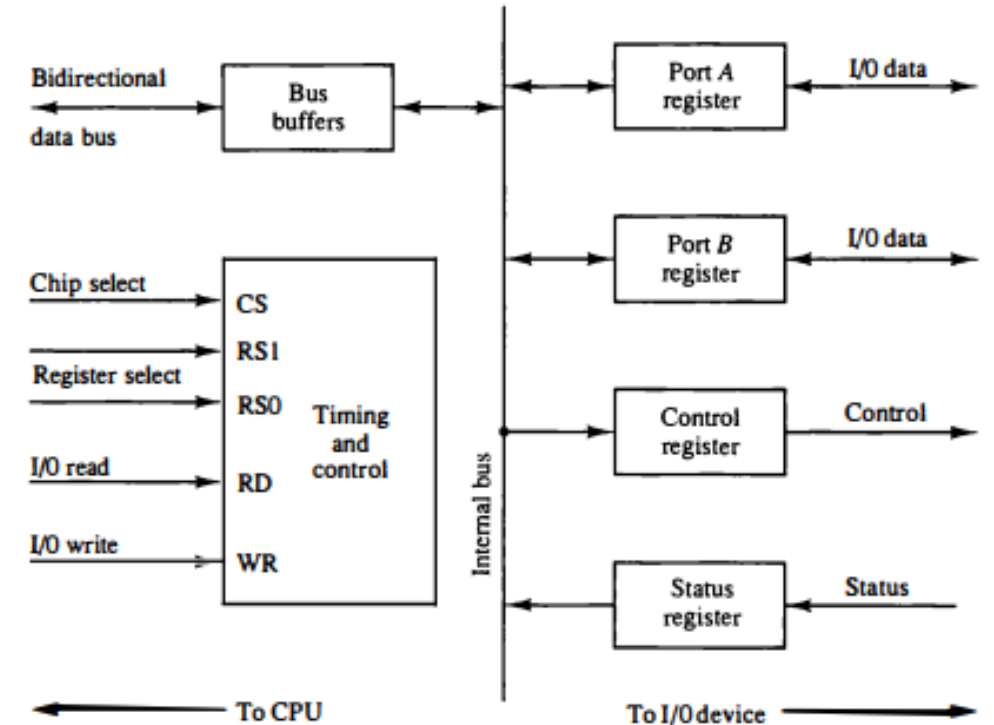 Bidirectional
data bus
Bus
buffers
Chip select
CS
RS1
Register select
RS0
I/O read
RD
I/O write
WR
Timing
and
control
Internal bus
Port A
register
I/O data
Port B
register
I/O data
Control
register
Control
Status
register
Status
To CPU
To I/O device